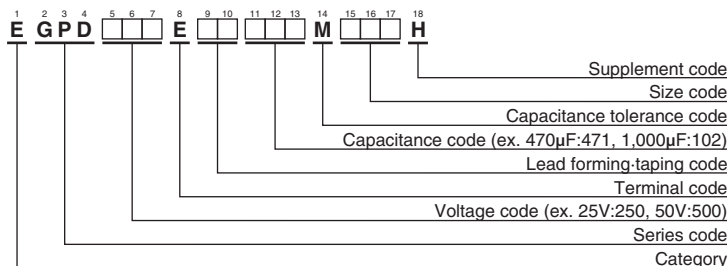 1 2 3 4 5 6 7 8 9 10 11 12 13 14 15 16 17 18
E GPD □□□ E □□ □□□ M □□□ H
Supplement code
Size code
Capacitance tolerance code
Capacitance code (ex. 470µF:471, 1,000µF:102)
Lead forming·taping code
Terminal code
Voltage code (ex. 25V:250, 50V:500)
Series code
Category